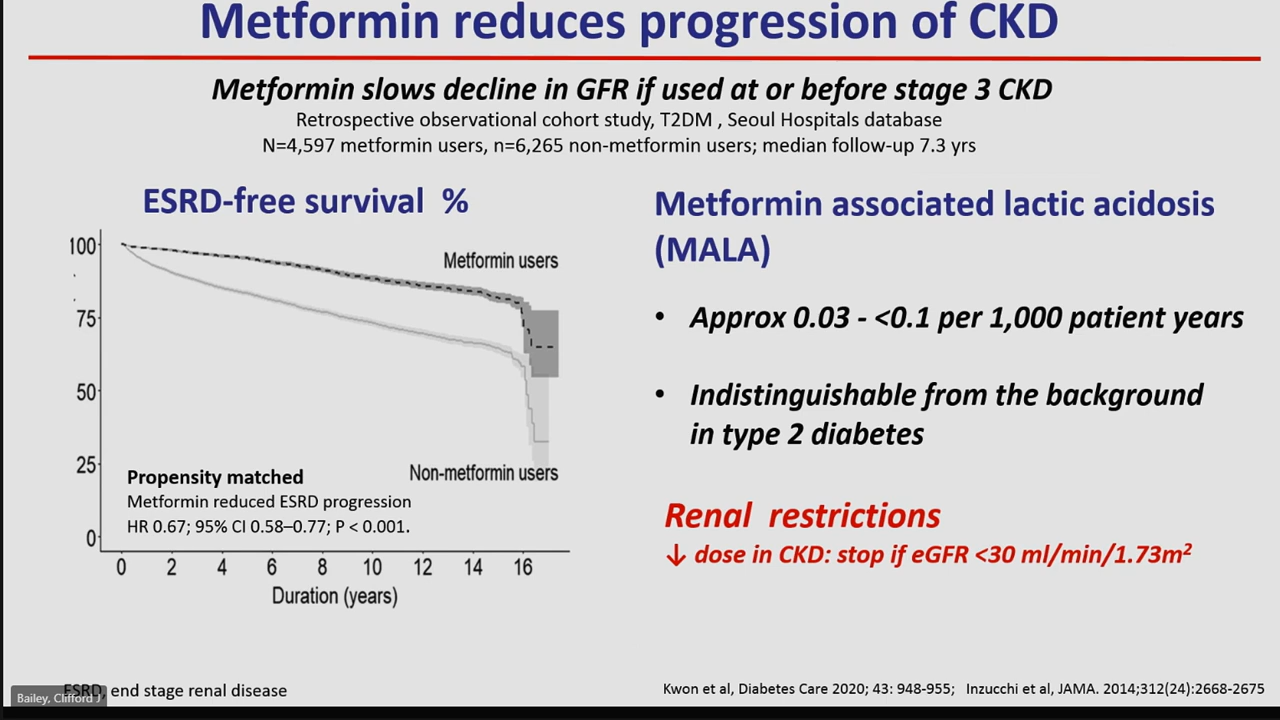 Metformin reduces progression of CKD
Metformin slows decline in GFR if used at or before stage 3 CKD
Retrospective observational cohort study, T2DM , Seoul Hospitals database
N=4,597 metformin users, n=6,265 non-metformin users; median follow-up 7.3 yrs
ESRD-free survival %
100
75
50
25
0
Metformin users
Non-metformin users
Propensity matched
Metformin reduced ESRD progression
HR 0.67; 95% CI 0.58–0.77; P < 0.001.
0 2 4 6 8 10 12 14 16
Duration (years)
Metformin associated lactic acidosis
(MALA)
• Approx 0.03 - <0.1 per 1,000 patient years
• Indistinguishable from the background
in type 2 diabetes
Renal restrictions
↓ dose in CKD: stop if eGFR <30 ml/min/1.73m²
ESRD, end stage renal disease
Bailey, Clifford J
Kwon et al, Diabetes Care 2020; 43: 948-955; Inzucchi et al, JAMA. 2014;312(24):2668-2675